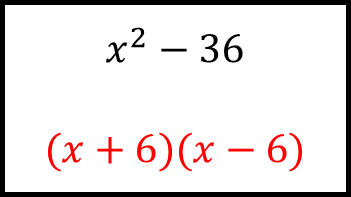 x² − 36
(x + 6)(x − 6)